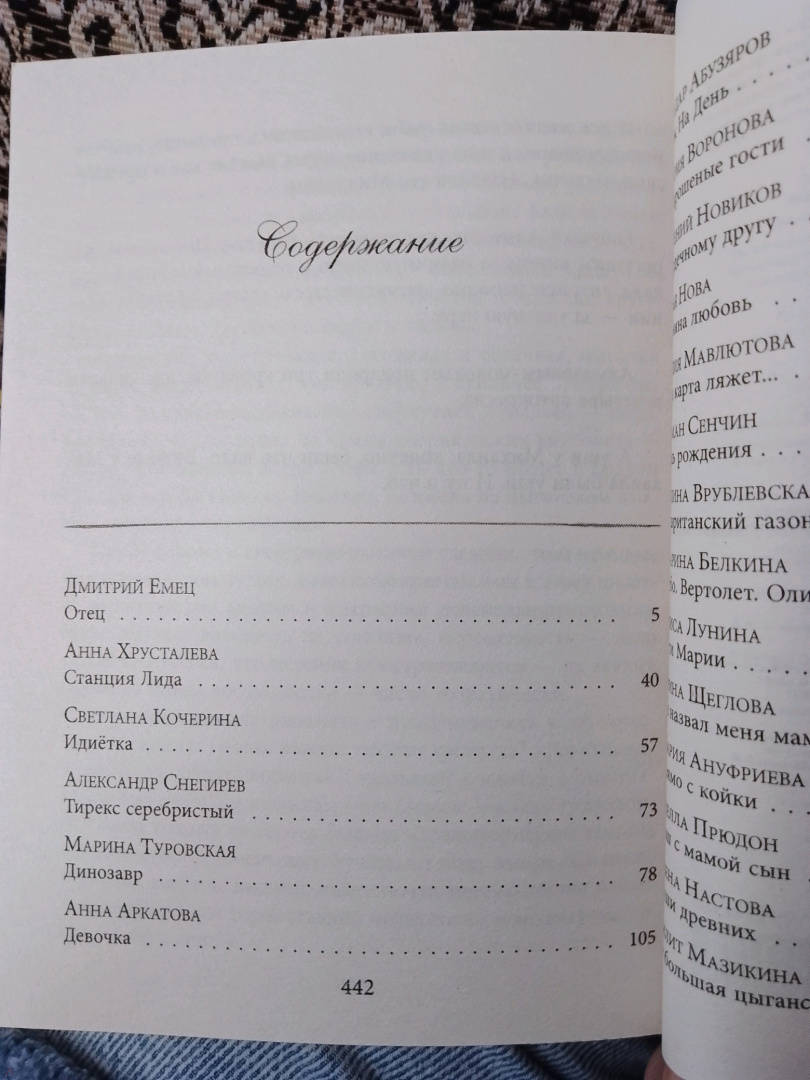 Содержание
Дмитрий Емец
Отец . . . . . . . . . . . . . . . . . . . . . . . . . . . . . . . . . . . . 5
Анна Хрусталева
Станция Лида . . . . . . . . . . . . . . . . . . . . . . . . . . . . 40
Светлана Кочерина
Идиётка . . . . . . . . . . . . . . . . . . . . . . . . . . . . . . . . 57
Александр Снегирев
Тирекс серебристый . . . . . . . . . . . . . . . . . . . . . . . 73
Марина Туровская
Динозавр . . . . . . . . . . . . . . . . . . . . . . . . . . . . . . . 78
Анна Аркатова
Девочка . . . . . . . . . . . . . . . . . . . . . . . . . . . . . . . . 105
442
Абузяров
На День . . . . .
Воронова
гости . . .
Новиков
другу . . .
Нова
любовь . . .
Мавлютова
карта ляжет... . .
Сенчин
рождения . . .
Врублевска
газон
Белкина
Вертолет. Оли
Лунина
Марии . . . . . .
Щеглова
назвал меня мам
Ануфриева
с койки . . . .
Прюдон
с мамой сын . .
Настова
древних . . . .
Мазикина
большая цыганс